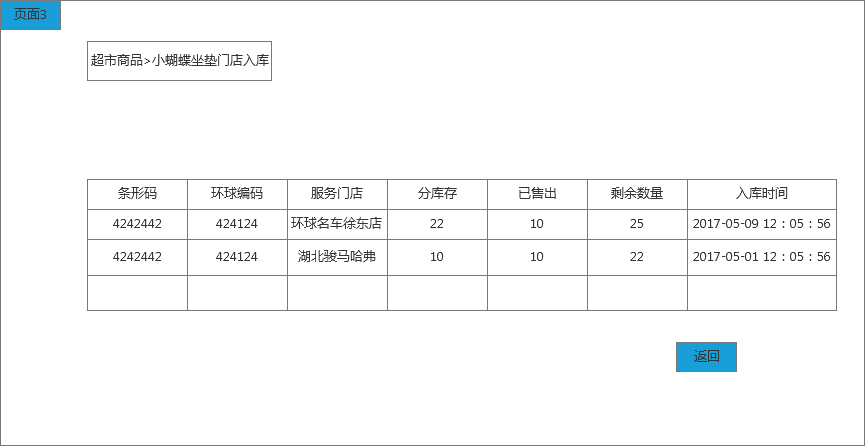 页面3
超市商品>小蝴蝶坐垫门店入库
条形码 环球编码 服务门店 分库存 已售出 剩余数量 入库时间
4242442 424124 环球名车徐东店 22 10 25 2017-05-09 12：05：56
4242442 424124 湖北骏马哈弗 10 10 22 2017-05-01 12：05：56
返回